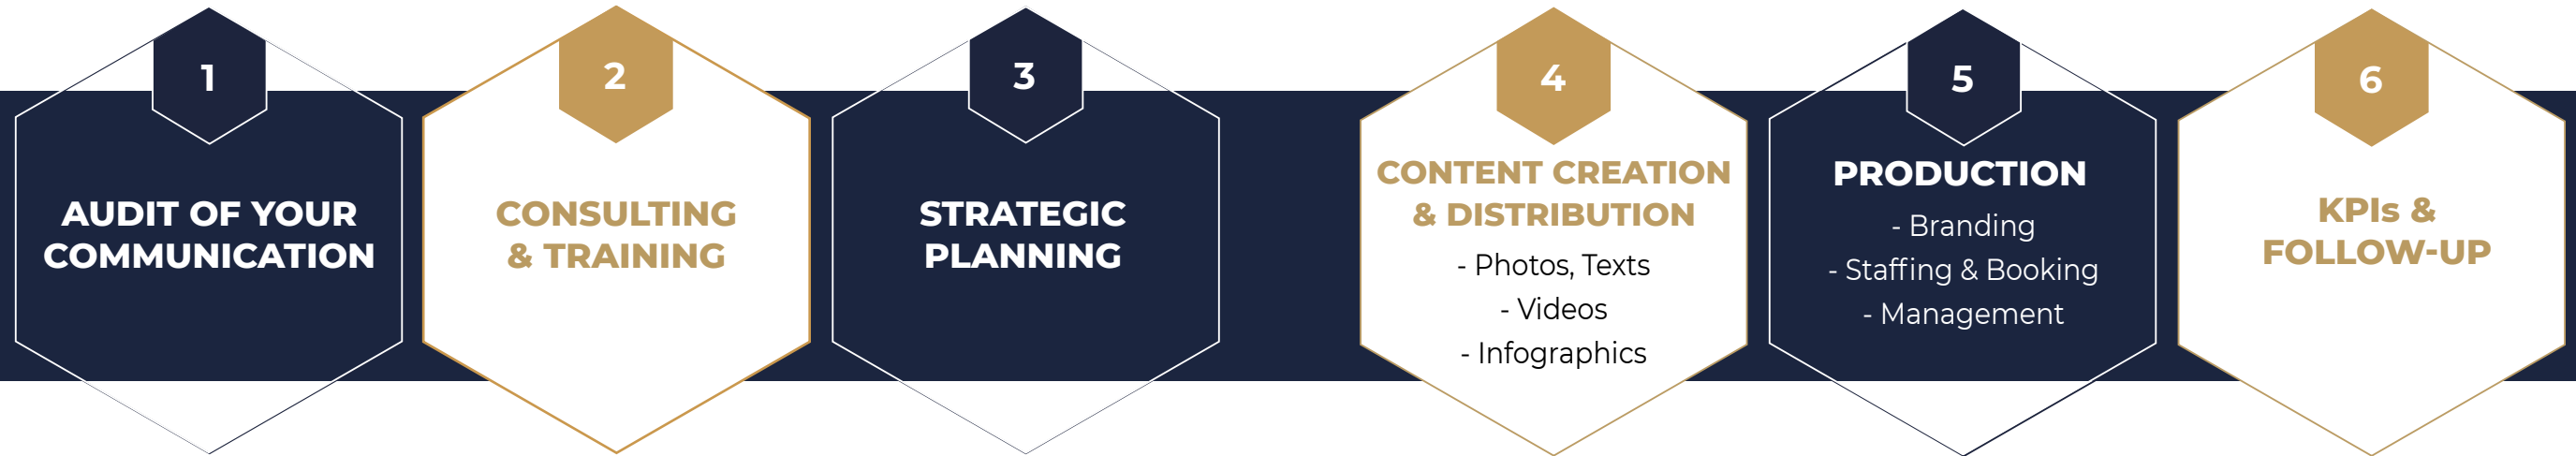 1
AUDIT OF YOUR
COMMUNICATION
2
CONSULTING
& TRAINING
3
STRATEGIC
PLANNING
4
CONTENT CREATION
& DISTRIBUTION
- Photos, Texts
- Videos
- Infographics
5
PRODUCTION
- Branding
- Staffing & Booking
- Management
6
KPIs &
FOLLOW-UP